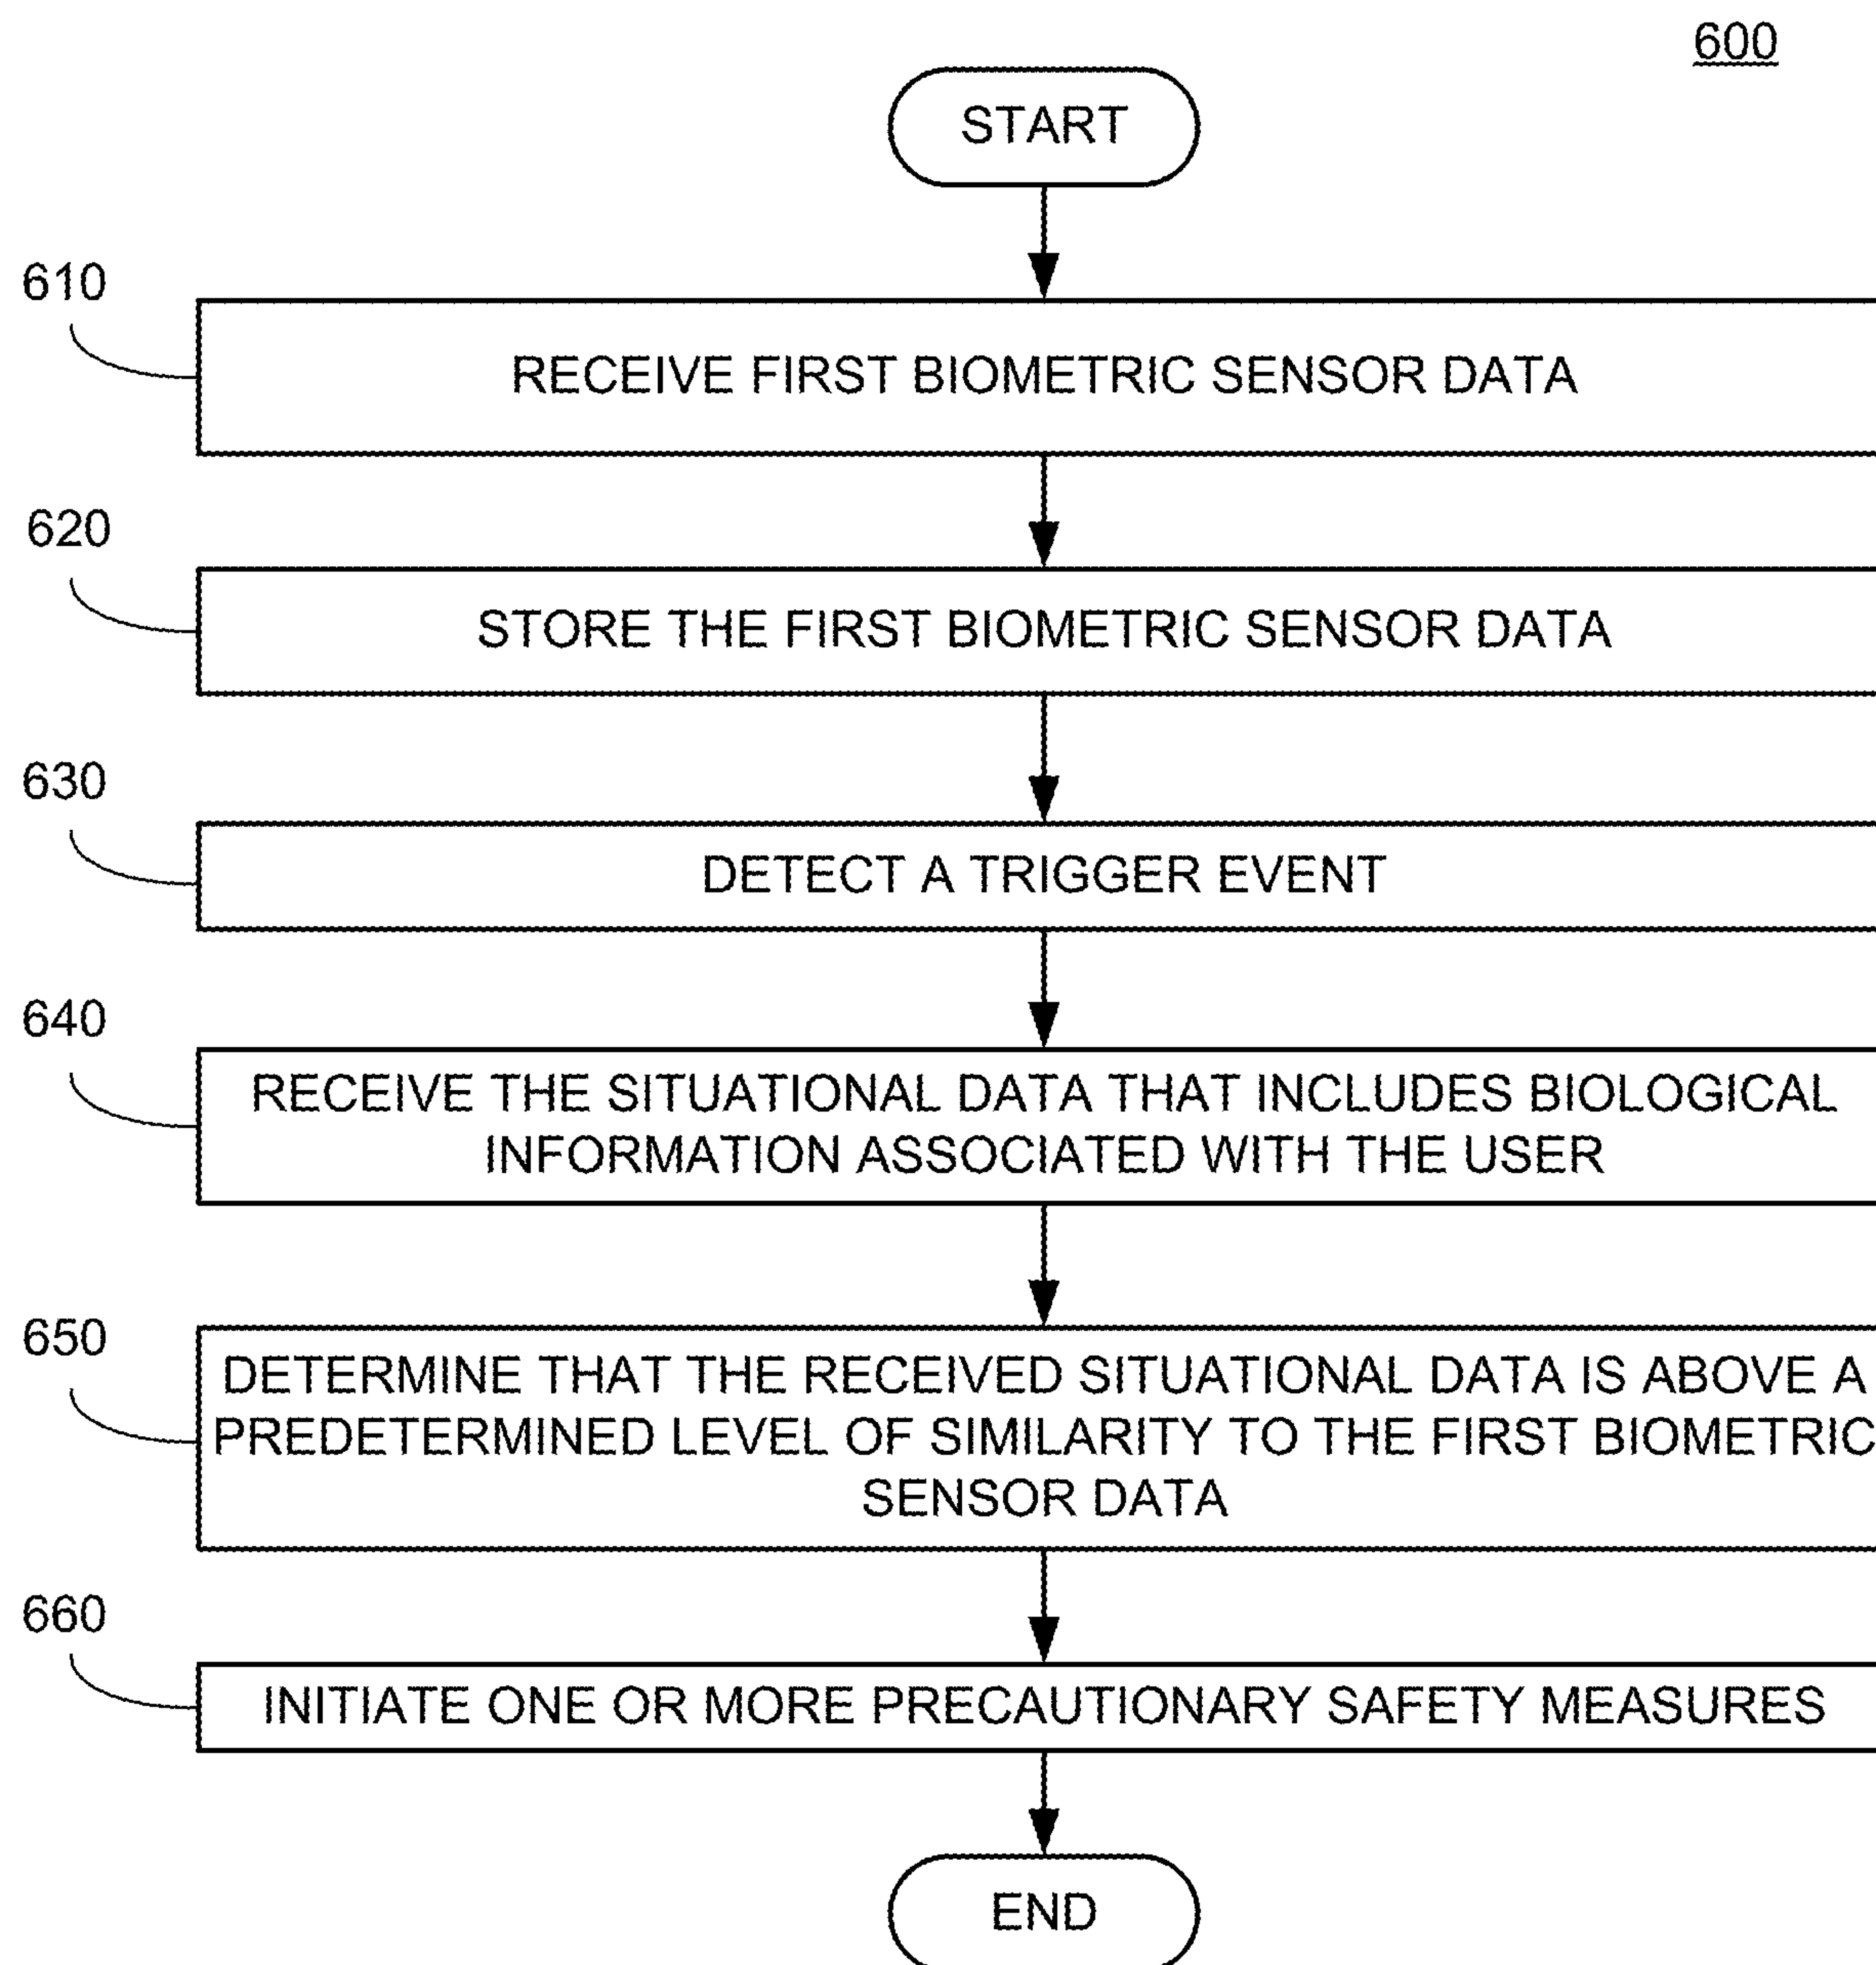 600
START
610
RECEIVE FIRST BIOMETRIC SENSOR DATA
620
STORE THE FIRST BIOMETRIC SENSOR DATA
630
DETECT A TRIGGER EVENT
640
RECEIVE THE SITUATIONAL DATA THAT INCLUDES BIOLOGICAL
INFORMATION ASSOCIATED WITH THE USER
650
DETERMINE THAT THE RECEIVED SITUATIONAL DATA IS ABOVE A
PREDETERMINED LEVEL OF SIMILARITY TO THE FIRST BIOMETRIC
SENSOR DATA
660
INITIATE ONE OR MORE PRECAUTIONARY SAFETY MEASURES
END